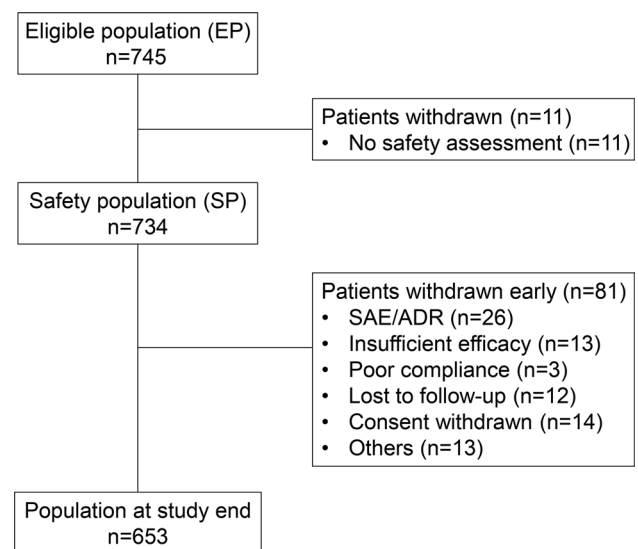 Eligible population (EP)
n=745
Patients withdrawn (n=11)
• No safety assessment (n=11)
Safety population (SP)
n=734
Patients withdrawn early (n=81)
• SAE/ADR (n=26)
• Insufficient efficacy (n=13)
• Poor compliance (n=3)
• Lost to follow-up (n=12)
• Consent withdrawn (n=14)
• Others (n=13)
Population at study end
n=653